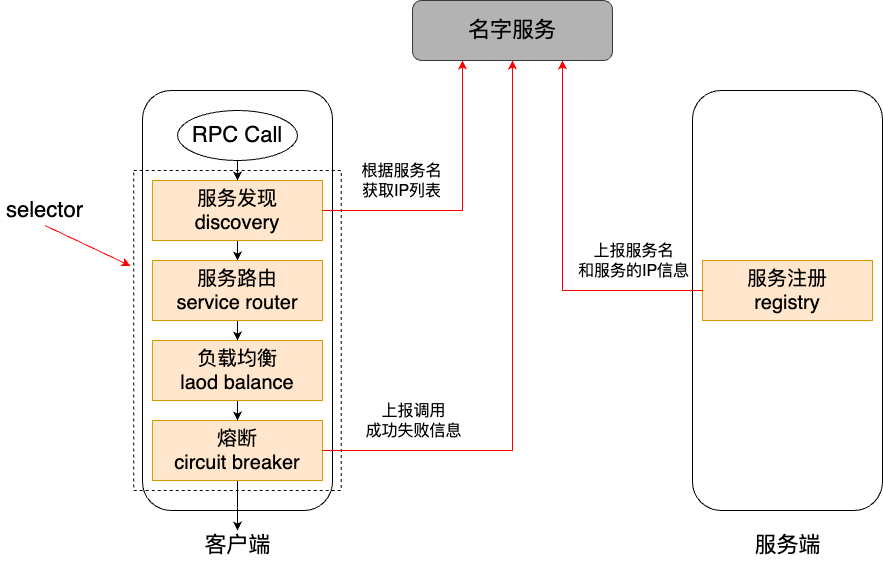 名字服务
RPC Call
根据服务名
获取IP列表
服务发现
discovery
selector
上报服务名
和服务的IP信息
服务路由
service router
服务注册
registry
负载均衡
laod balance
上报调用
成功失败信息
熔断
circuit breaker
客户端
服务端